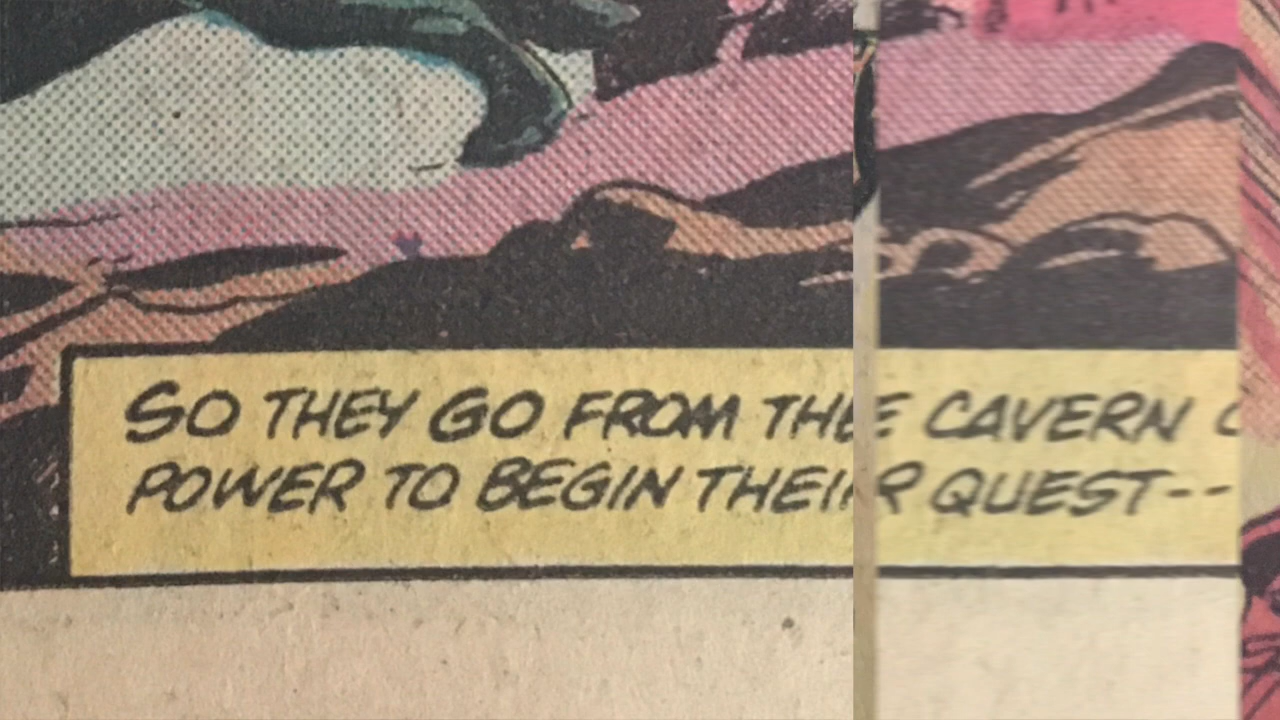 SO THEY GO FROM THE CAVERN
POWER TO BEGIN THEIR QUEST--